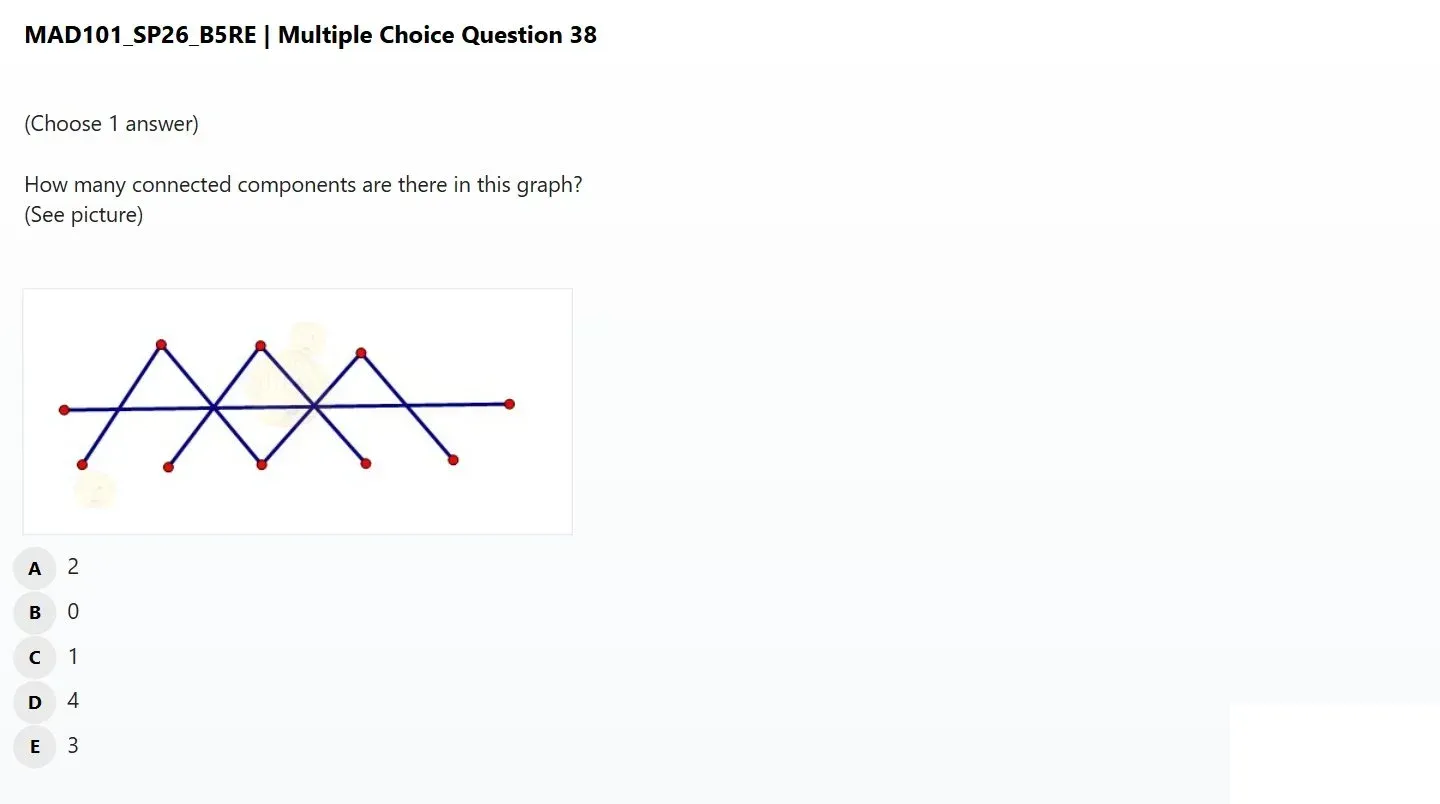 MAD101_SP26_B5RE | Multiple Choice Question 38
(Choose 1 answer)
How many connected components are there in this graph?
(See picture)
A 2
B 0
C 1
D 4
E 3